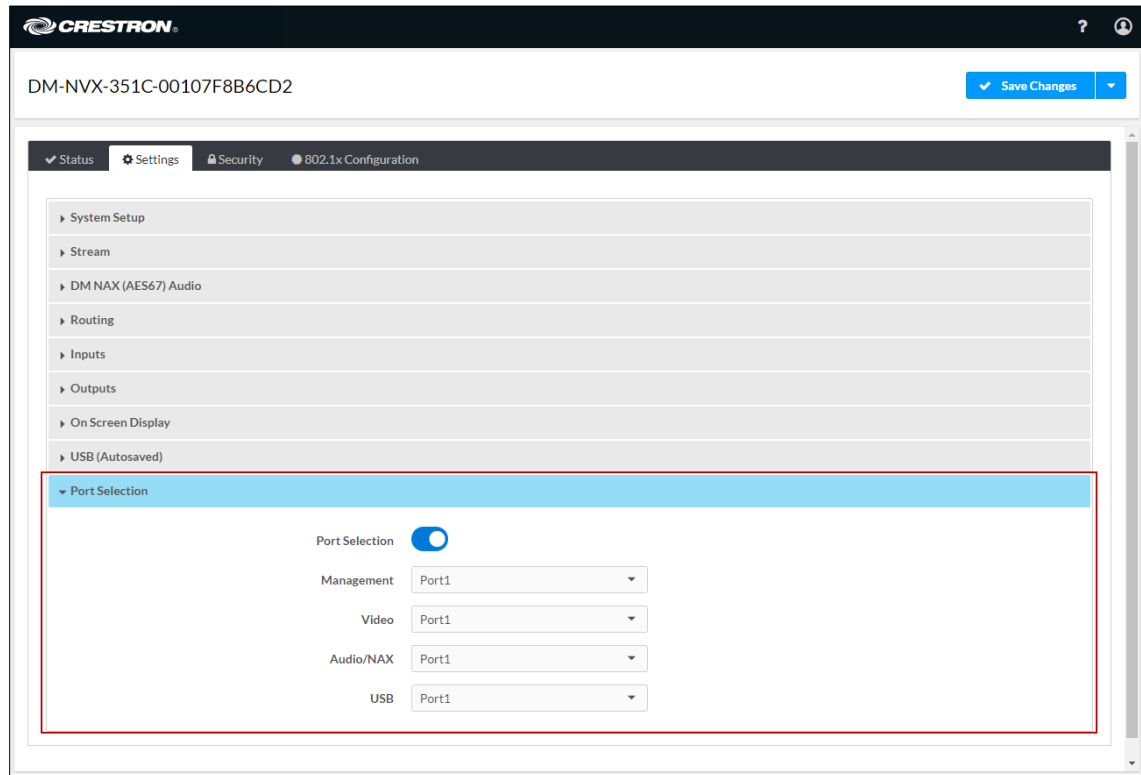 CRESTRON®
?
DM-NVX-351C-00107F8B6CD2
Save Changes
Status Settings Security 802.1x Configuration
System Setup
Stream
DM NAX (AES67) Audio
Routing
Inputs
Outputs
On Screen Display
USB (Autosaved)
Port Selection
Port Selection
Management Port1
Video Port1
Audio/NAX Port1
USB Port1